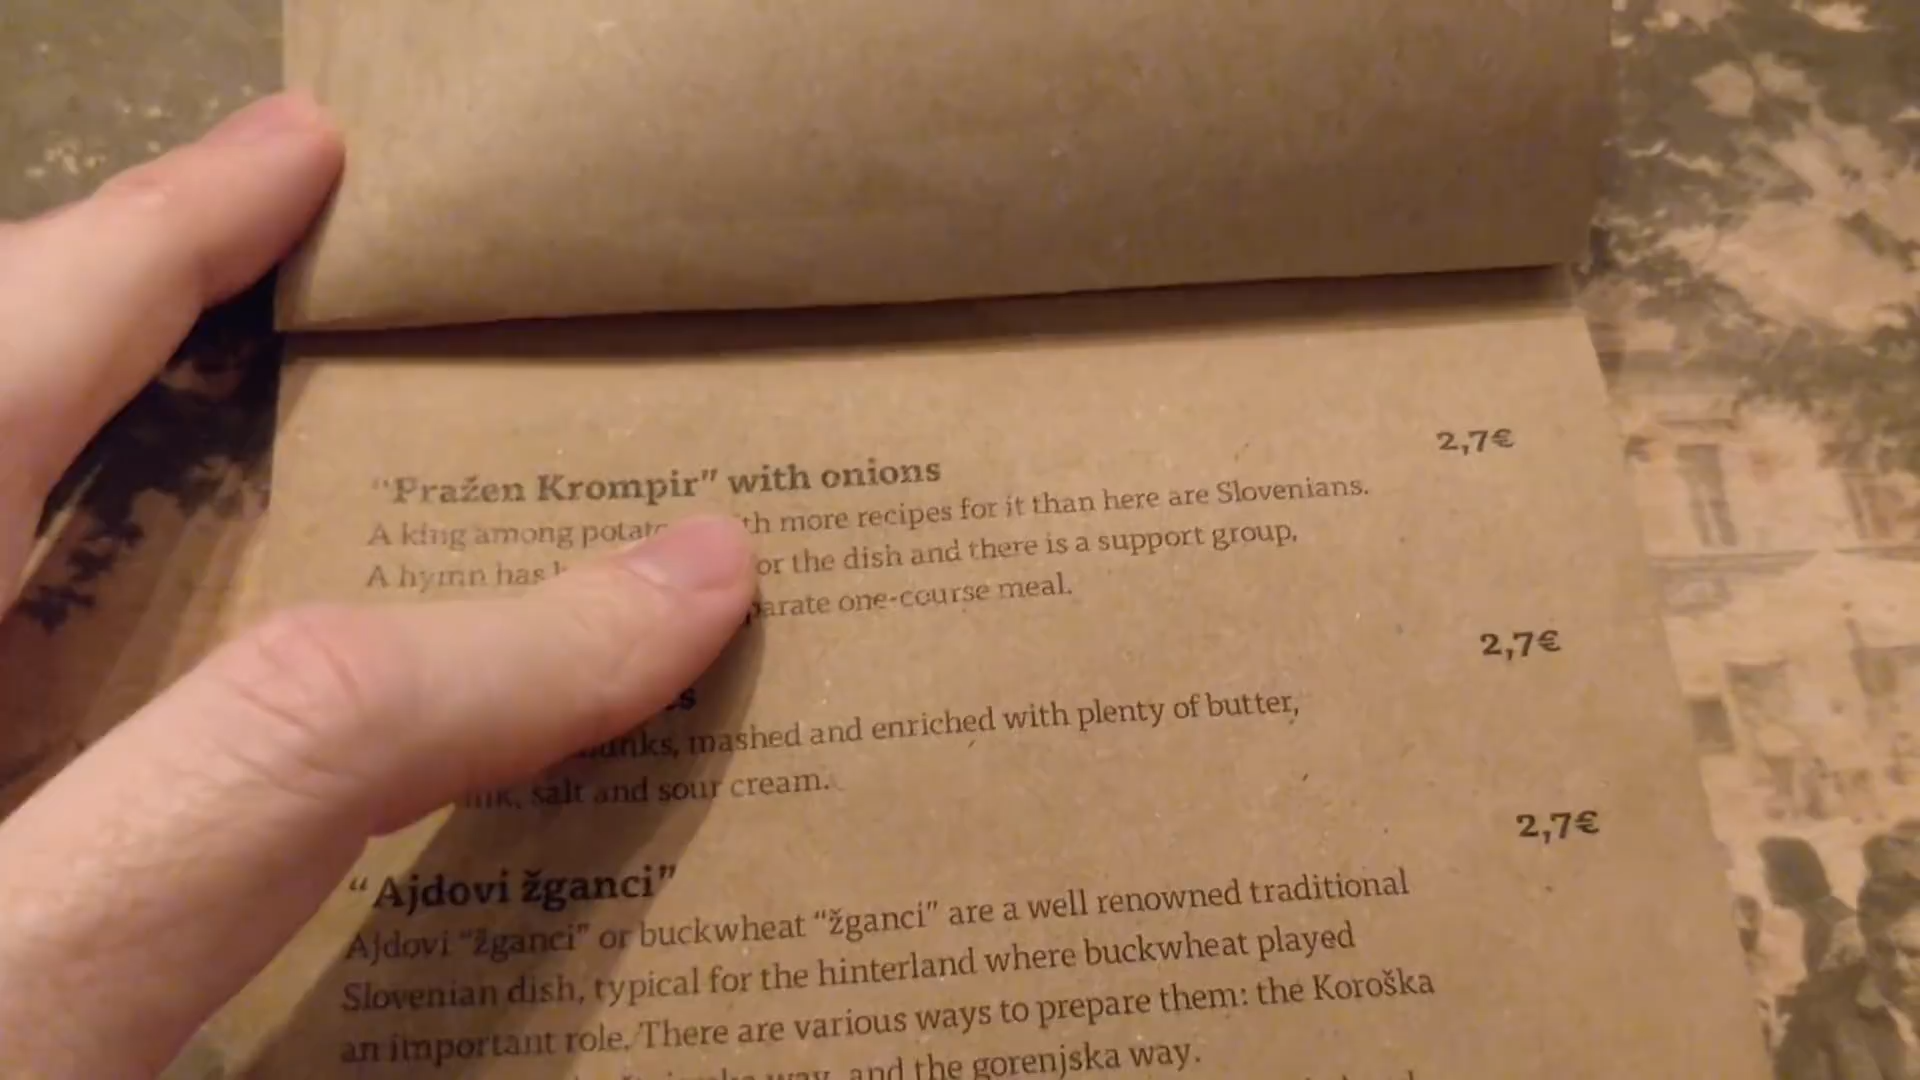 "Pražen Krompir" with onions 2,7€
A king among more recipes for it than here are Slovenians.
A hymn has or the dish and there is a support group,
one-course meal.
2,7€
mashed and enriched with plenty of butter,
salt and sour cream.
"Ajdovi žganci" 2,7€
Ajdovi "žganci" or buckwheat "žganci" are a well renowned traditional
Slovenian dish, typical for the hinterland where buckwheat played
an important role. There are various ways to prepare them: the Koroška
way, and the gorenjska way.